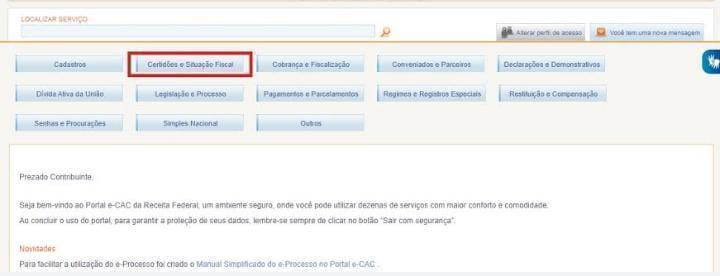 LOCALIZAR SERVIÇO
Alterar perfil de acesso Você tem uma nova mensagem
Cadastros Certidões e Situação Fiscal Cobrança e Fiscalização Conveniados e Parceiros Declarações e Demonstrativos
Dívida Ativa da União Legislação e Processo Pagamentos e Parcelamentos Regimes e Registros Especiais Restituição e Compensação
Senhas e Procurações Simples Nacional Outros
Prezado Contribuinte,
Seja bem-vindo ao Portal e-CAC da Receita Federal, um ambiente seguro, onde você pode utilizar dezenas de serviços com maior conforto e comodidade.
Ao concluir o uso do portal, para garantir a proteção de seus dados, lembre-se sempre de clicar no botão "Sair com segurança".
Novidades
Para facilitar a utilização do e-Processo foi criado o Manual Simplificado do e-Processo no Portal e-CAC .